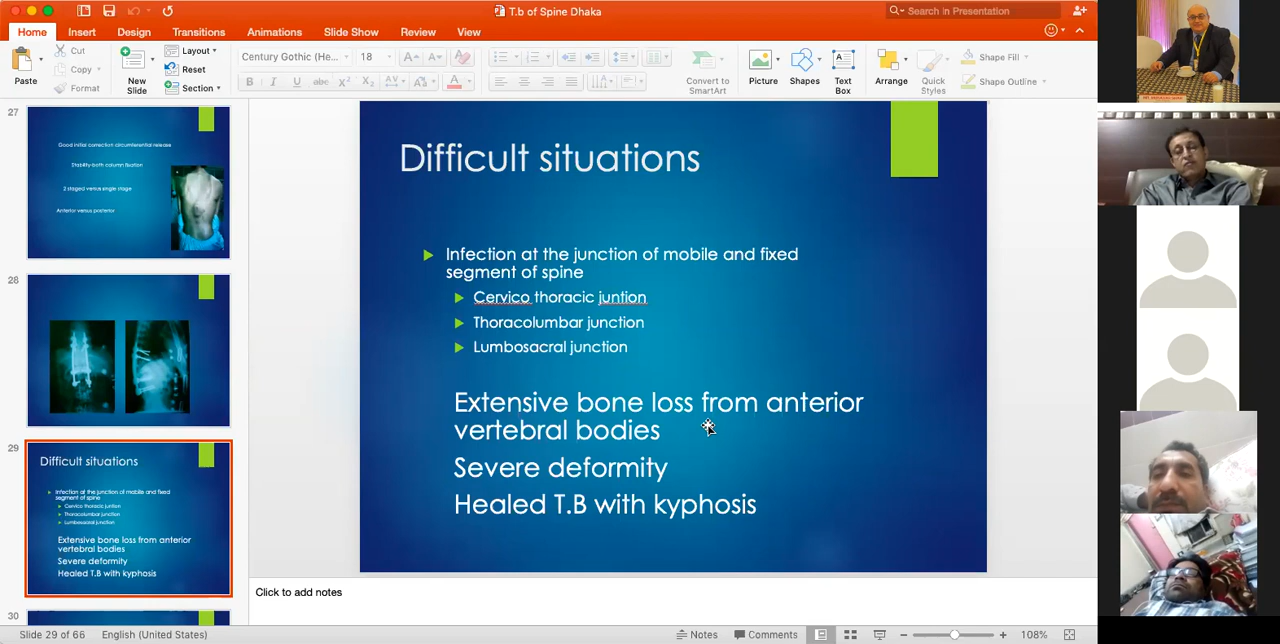 T.b of Spine Dhaka
Search in Presentation
Home
Insert
Design
Transitions
Animations
Slide Show
Review
View
Paste
Cut
Copy
Format
New
Slide
Layout
Reset
Section
Century Gothic (He...
18
B
I
U
abc
X²
X₂
Convert to
SmartArt
Picture
Shapes
Text
Box
Arrange
Quick
Styles
Shape Fill
Shape Outline
27
Good initial correction circumferential release
Stability-both column fixation
2 staged versus single stage
Anterior versus posterior
28
29
Difficult situations
Infection at the junction of mobile and fixed
segment of spine
Cervico thoracic juntion
Thoracolumbar junction
Lumbosacral junction
Extensive bone loss from anterior
vertebral bodies
Severe deformity
Healed T.B with kyphosis
30
Difficult situations
Infection at the junction of mobile and fixed
segment of spine
Cervico thoracic juntion
Thoracolumbar junction
Lumbosacral junction
Extensive bone loss from anterior
vertebral bodies
Severe deformity
Healed T.B with kyphosis
Click to add notes
Slide 29 of 66
English (United States)
Notes
Comments
108%